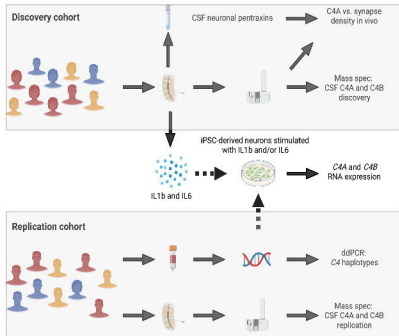 Discovery cohort
CSF neuronal pentraxins
C4A vs. synapse
density in vivo
Mass spec:
CSF C4A and C4B
discovery
iPSC-derived neurons stimulated
with IL1b and/or IL6
IL1b and IL6
C4A and C4B
RNA expression
Replication cohort
ddPCR:
C4 haplotypes
Mass spec:
CSF C4A and C4B
replication